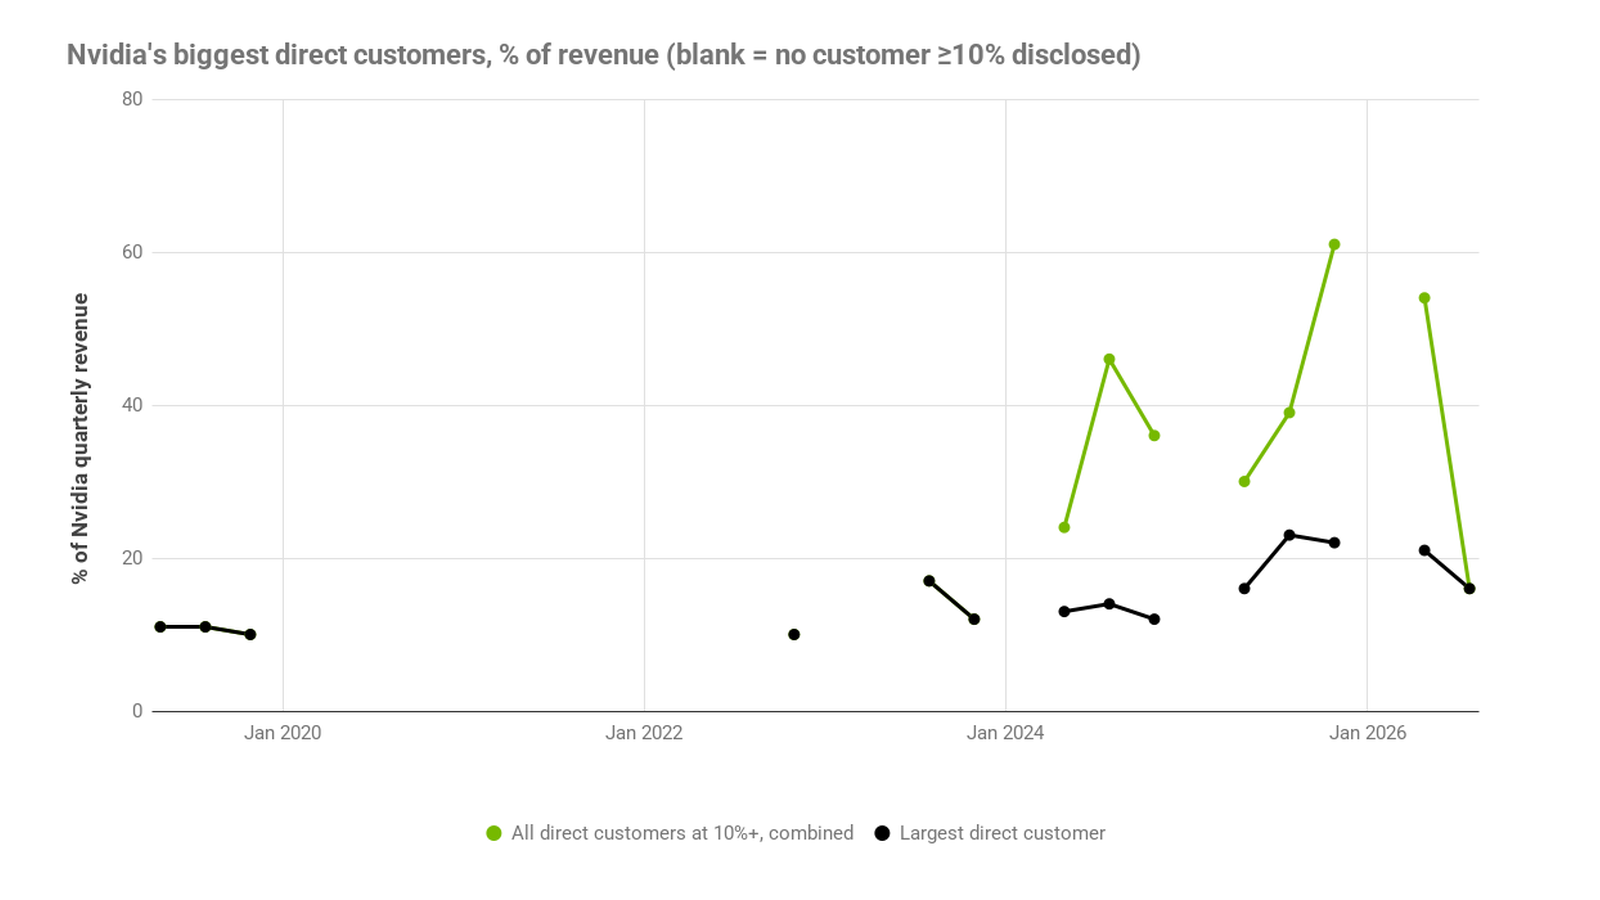 Nvidia's biggest direct customers, % of revenue (blank = no customer ≥10% disclosed)
80
60
40
20
0
% of Nvidia quarterly revenue
Jan 2020
Jan 2022
Jan 2024
Jan 2026
All direct customers at 10%+, combined
Largest direct customer